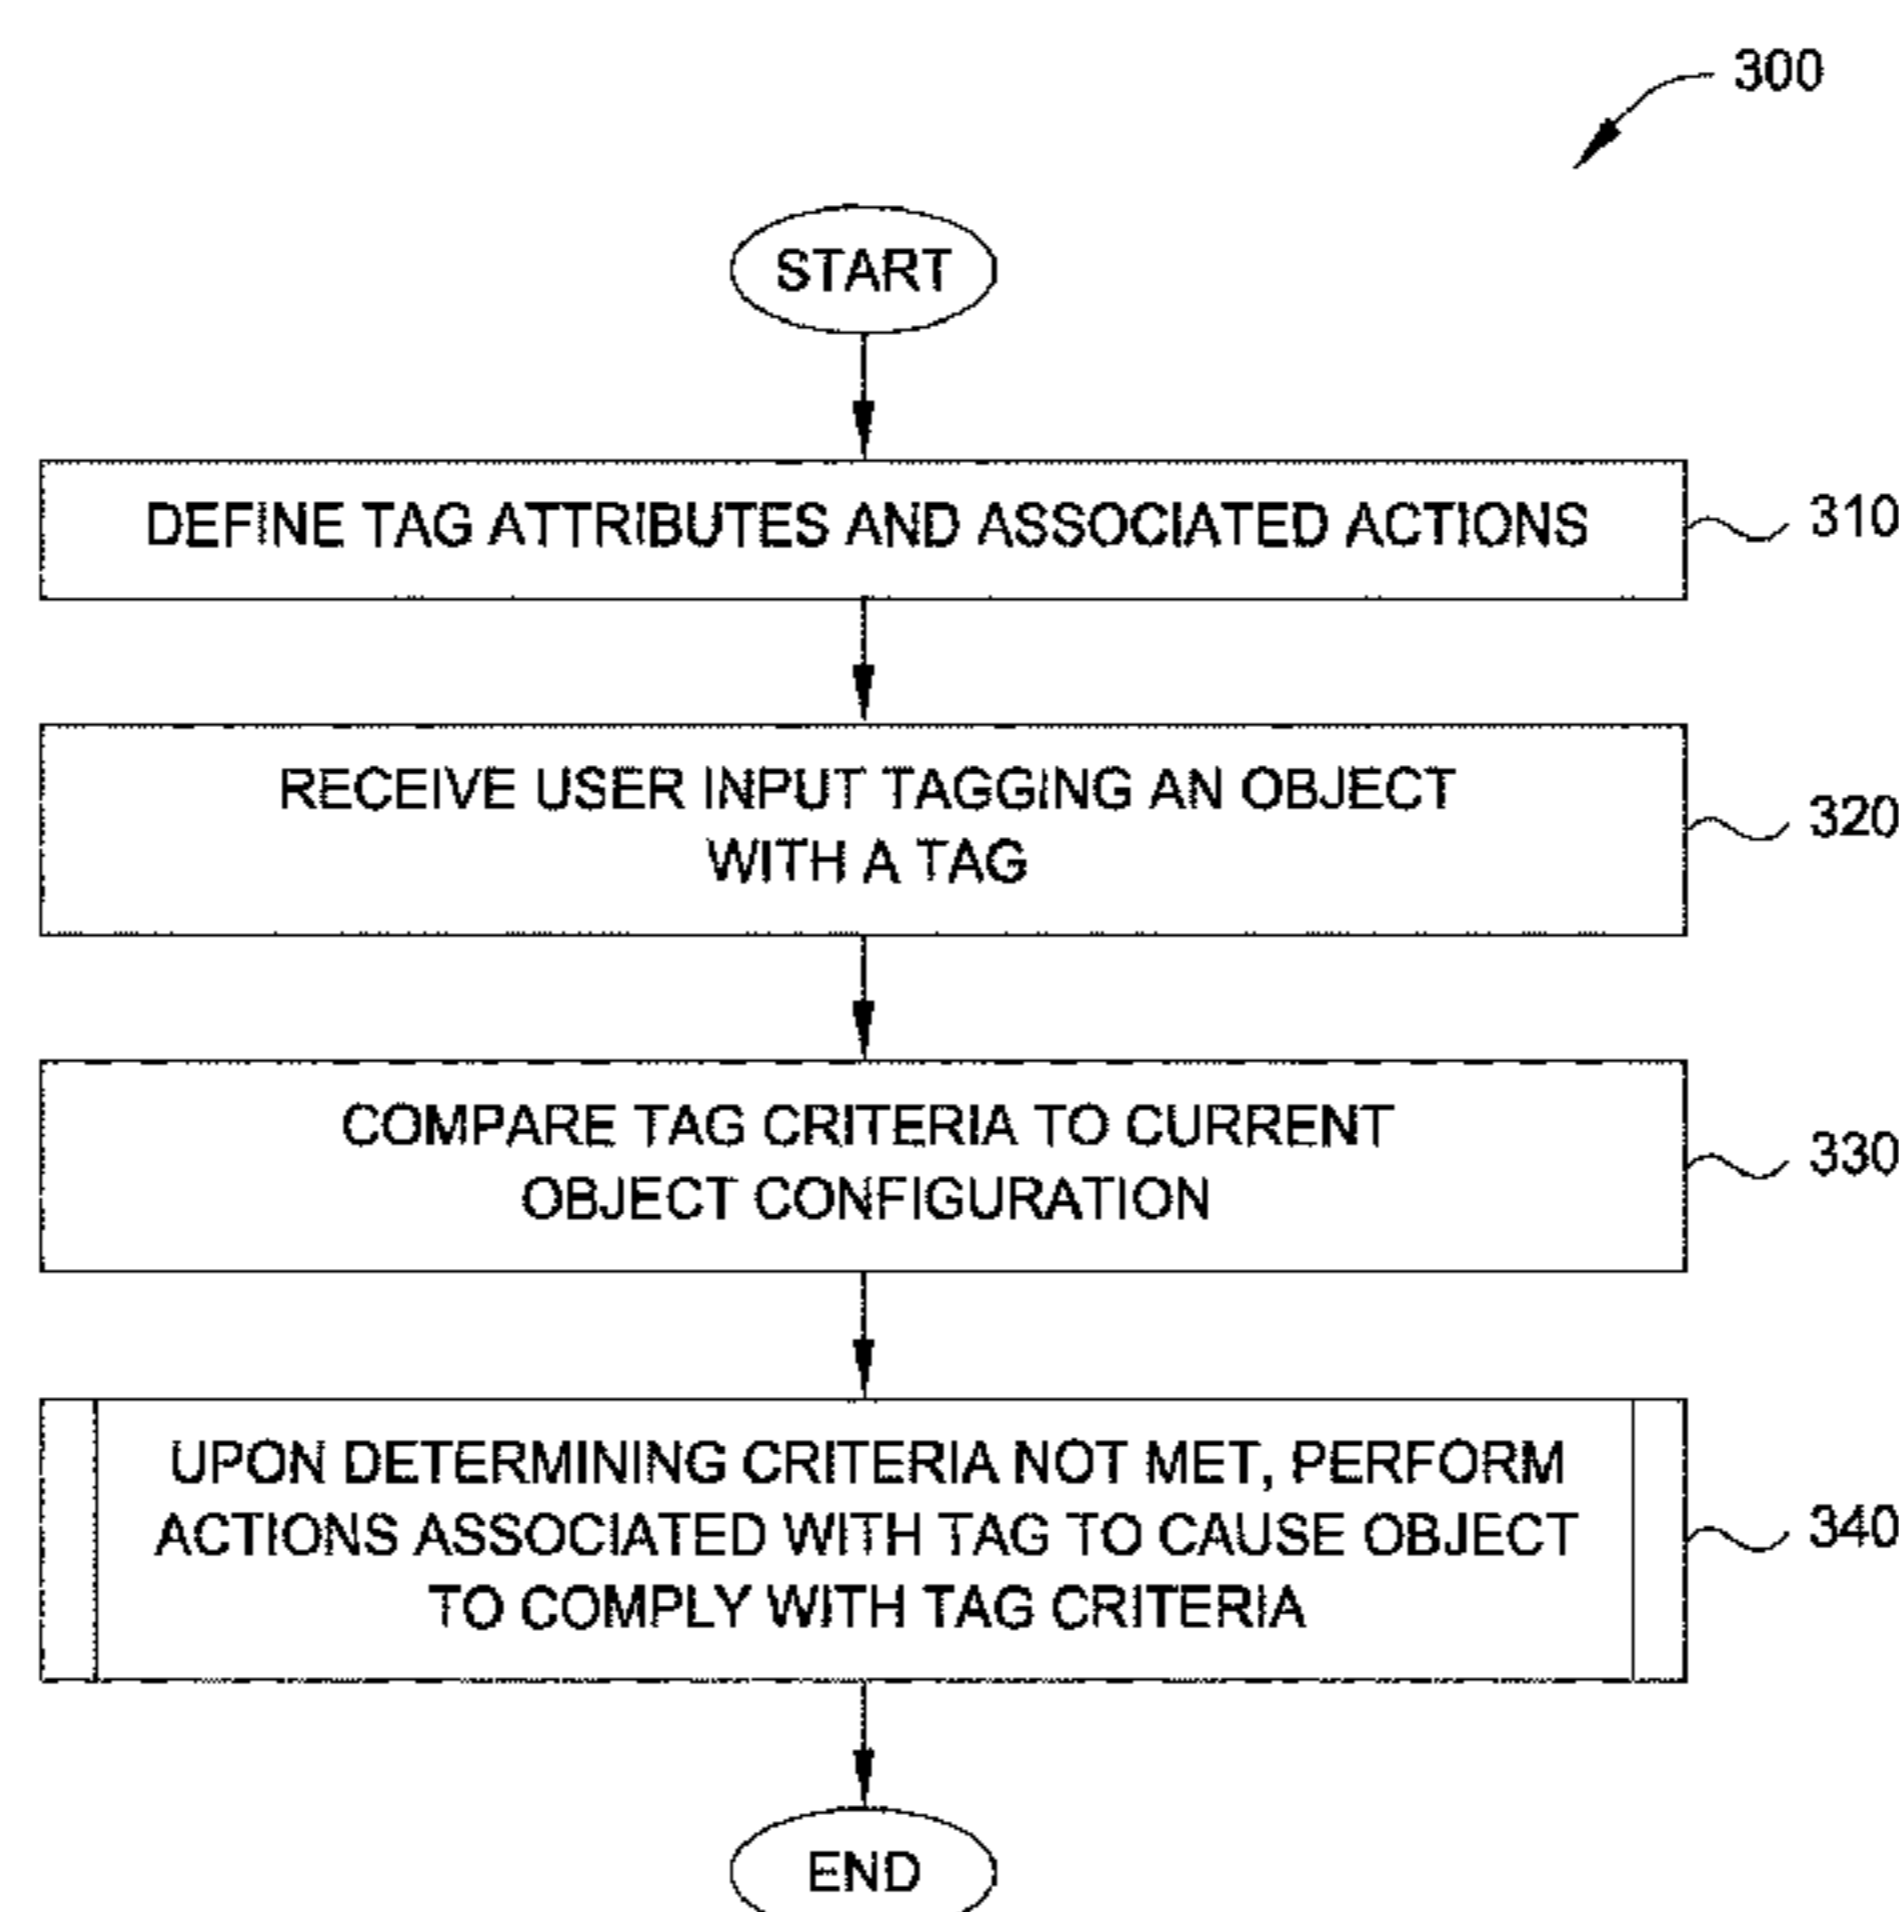 300
START
DEFINE TAG ATTRIBUTES AND ASSOCIATED ACTIONS
310
RECEIVE USER INPUT TAGGING AN OBJECT
WITH A TAG
320
COMPARE TAG CRITERIA TO CURRENT
OBJECT CONFIGURATION
330
UPON DETERMINING CRITERIA NOT MET, PERFORM
ACTIONS ASSOCIATED WITH TAG TO CAUSE OBJECT
TO COMPLY WITH TAG CRITERIA
340
END